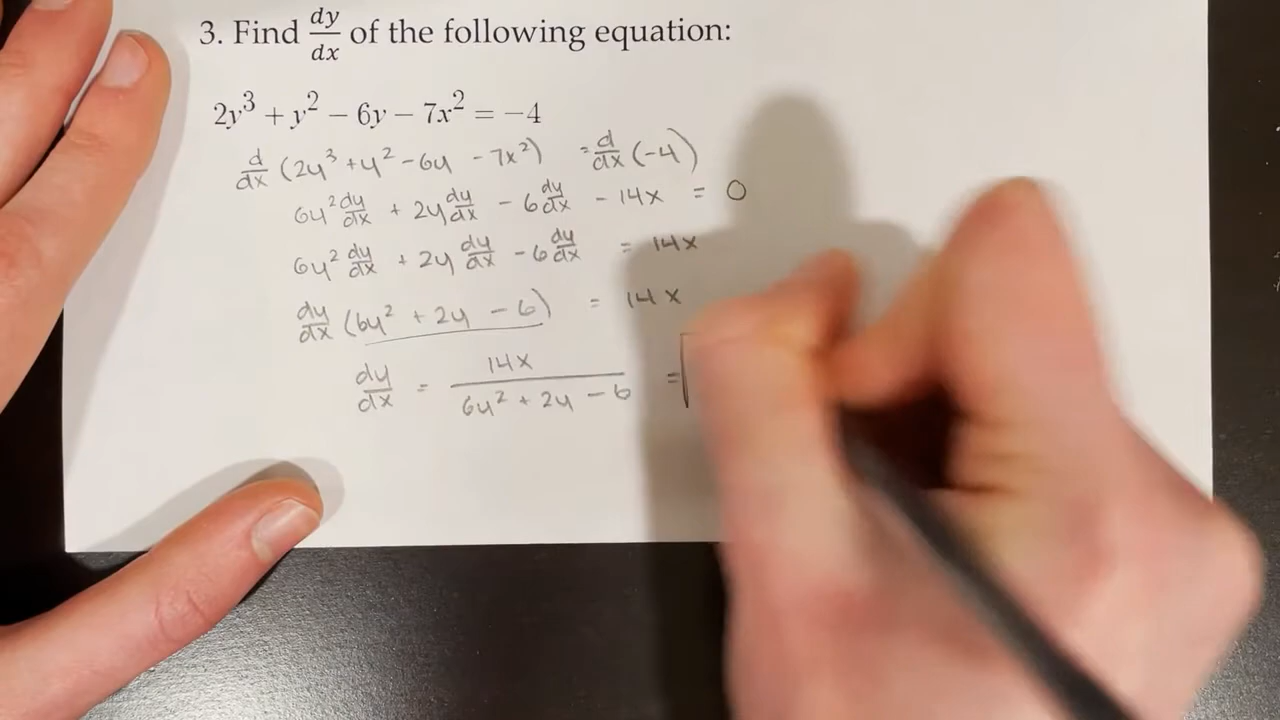 3. Find dy/dx of the following equation:
2y³ + y² − 6y − 7x² = −4
d/dx (2y³ + y² − 6y − 7x²) = d/dx (−4)
6y² dy/dx + 2y dy/dx − 6 dy/dx − 14x = 0
6y² dy/dx + 2y dy/dx − 6 dy/dx = 14x
dy/dx (6y² + 2y − 6) = 14x
dy/dx = 14x/(6y² + 2y − 6) =